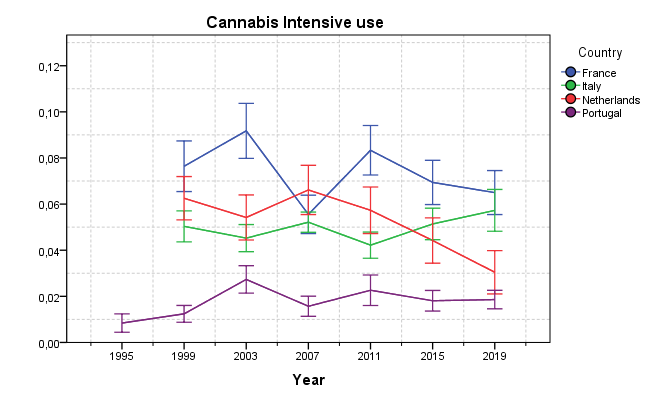 Cannabis Intensive use
Country
France
Italy
Netherlands
Portugal
0,12
0,10
0,08
0,06
0,04
0,02
0,00
1995 1999 2003 2007 2011 2015 2019
Year